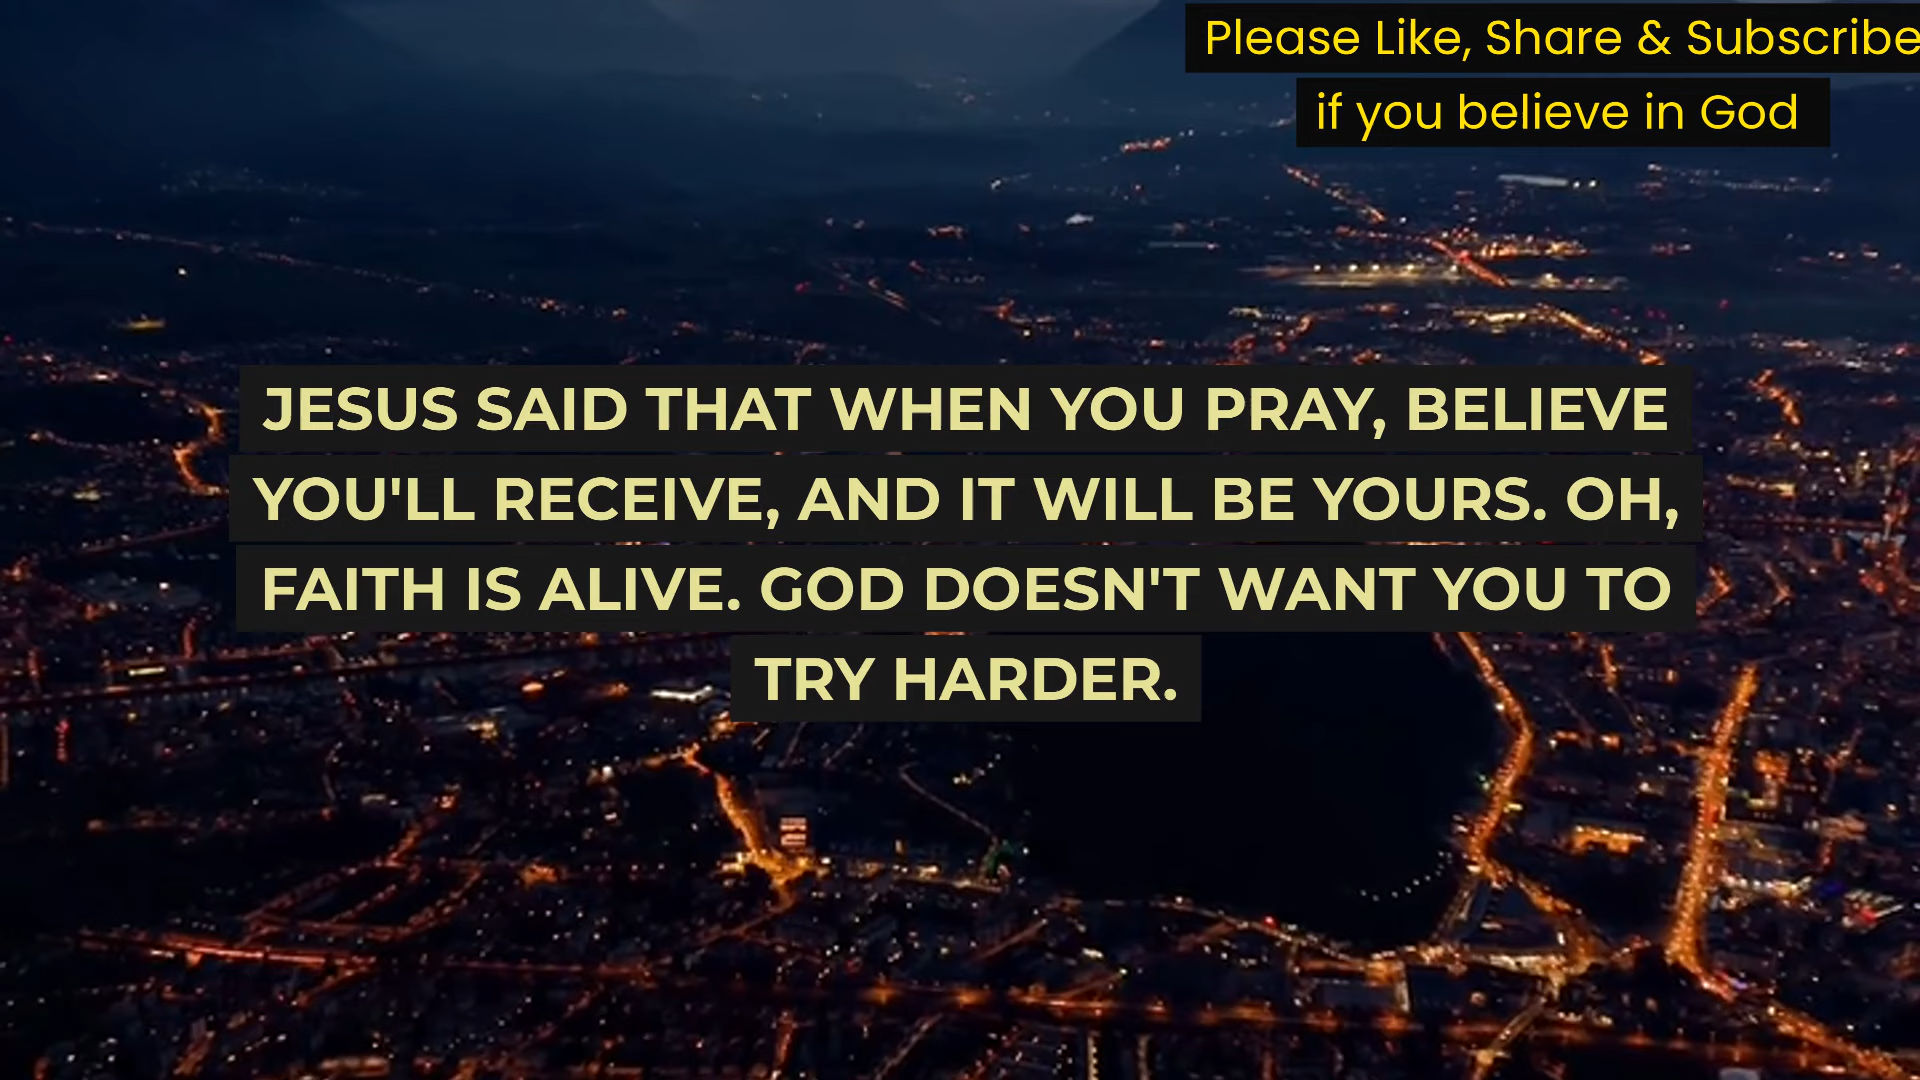 Please Like, Share & Subscribe
if you believe in God
JESUS SAID THAT WHEN YOU PRAY, BELIEVE
YOU'LL RECEIVE, AND IT WILL BE YOURS. OH,
FAITH IS ALIVE. GOD DOESN'T WANT YOU TO
TRY HARDER.